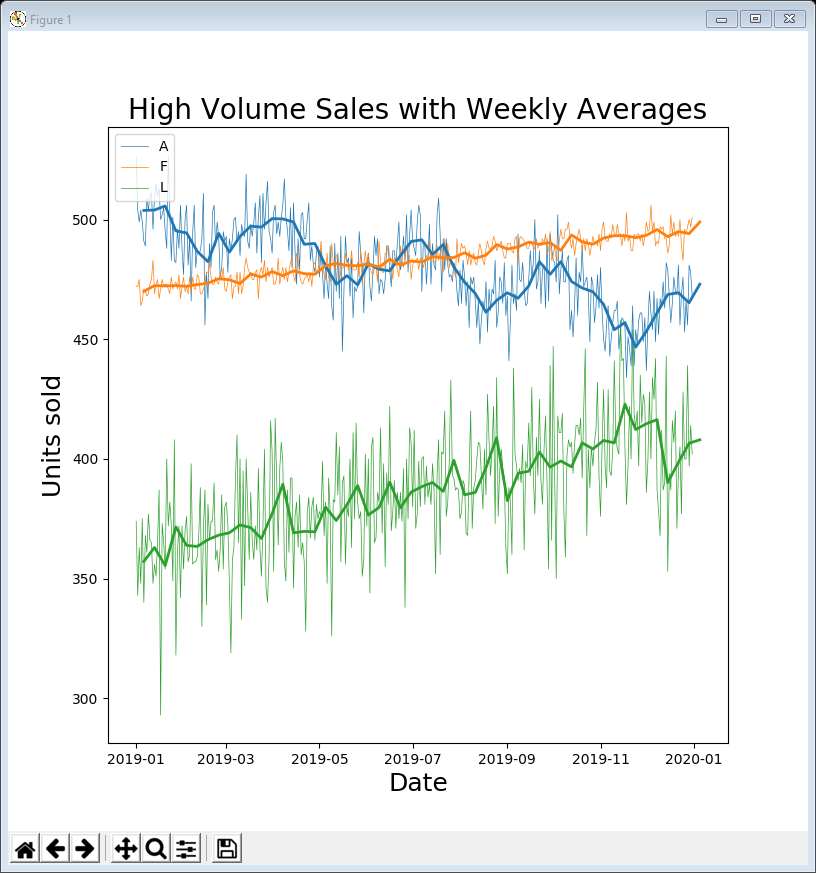 Figure 1
High Volume Sales with Weekly Averages
A
F
L
500
450
400
350
300
Units sold
2019-01 2019-03 2019-05 2019-07 2019-09 2019-11 2020-01
Date